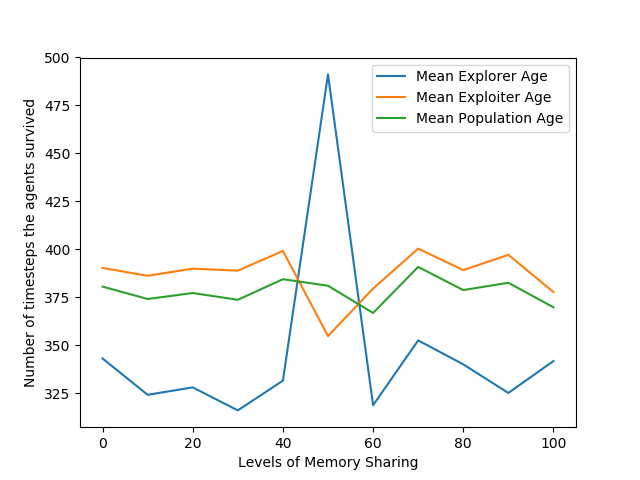 500
475
450
425
400
375
350
325
Number of timesteps the agents survived
Mean Explorer Age
Mean Exploiter Age
Mean Population Age
0 20 40 60 80 100
Levels of Memory Sharing